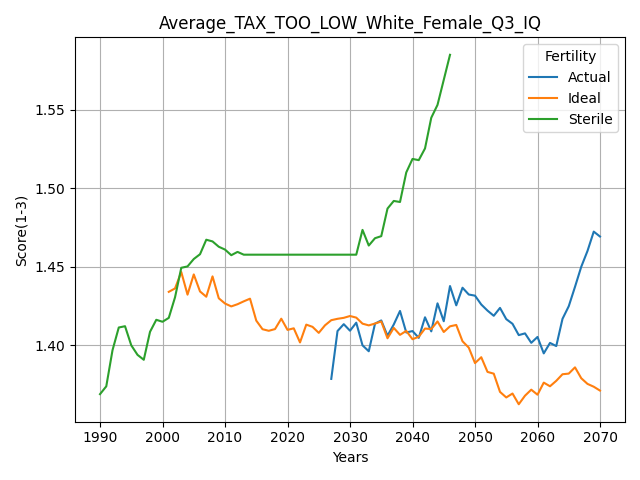 Average_TAX_TOO_LOW_White_Female_Q3_IQ
Fertility
Actual
Ideal
Sterile
Score(1-3)
1.55
1.50
1.45
1.40
1990 2000 2010 2020 2030 2040 2050 2060 2070
Years